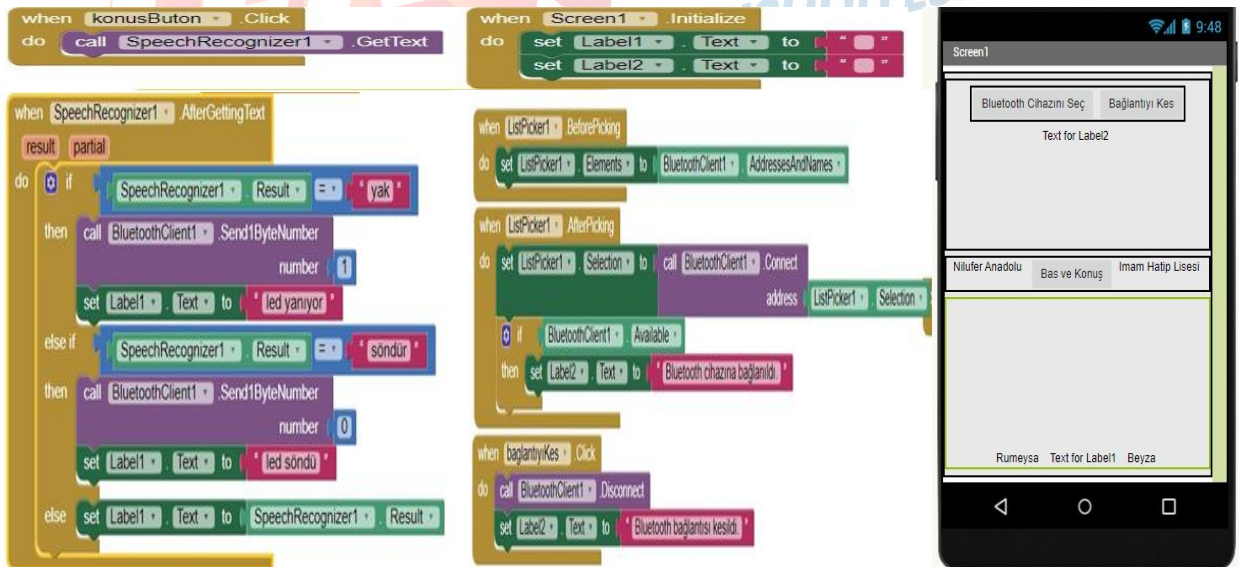 when konusButon .Click
do call SpeechRecognizer1 .GetText
when Screen1 .Initialize
do set Label1 . Text to " "
set Label2 . Text to " "
when SpeechRecognizer1 .AfterGettingText
result partial
do if SpeechRecognizer1 . Result = " yak "
then call BluetoothClient1 .Send1ByteNumber
number 1
set Label1 . Text to " led yanıyor "
else if SpeechRecognizer1 . Result = " söndür "
then call BluetoothClient1 .Send1ByteNumber
number 0
set Label1 . Text to " led söndü "
else set Label1 . Text to SpeechRecognizer1 . Result
when ListPicker1 .BeforePicking
do set ListPicker1 . Elements to BluetoothClient1 . AddressesAndNames
when ListPicker1 .AfterPicking
do set ListPicker1 . Selection to call BluetoothClient1 .Connect
address ListPicker1 . Selection
if BluetoothClient1 . Available
then set Label2 . Text to " Bluetooth cihazına bağlanıldı. "
when bağlantıyıKes .Click
do call BluetoothClient1 .Disconnect
set Label2 . Text to " Bluetooth bağlantısı kesildi. "
9:48
Screen1
Bluetooth Cihazını Seç Bağlantıyı Kes
Text for Label2
Nilufer Anadolu Bas ve Konuş Imam Hatip Lisesi
Rumeysa Text for Label1 Beyza